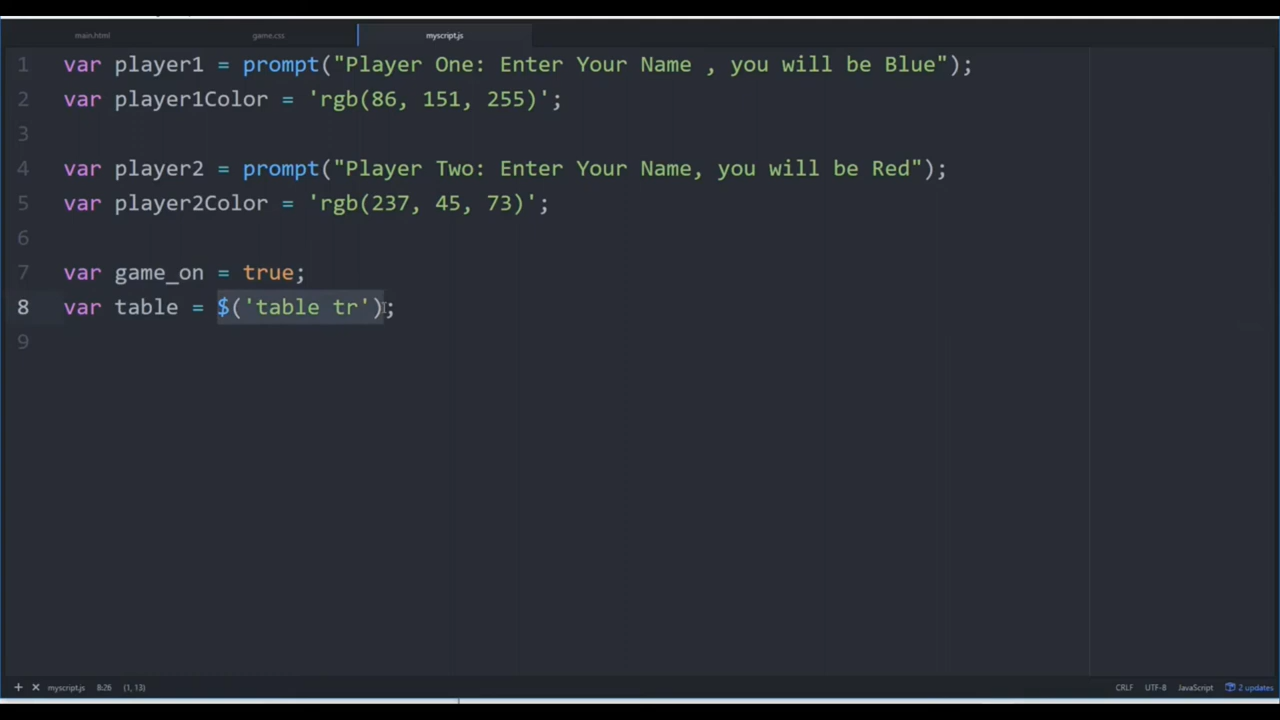 main.html game.css myscript.js
1 var player1 = prompt("Player One: Enter Your Name , you will be Blue");
2 var player1Color = 'rgb(86, 151, 255)';
3
4 var player2 = prompt("Player Two: Enter Your Name, you will be Red");
5 var player2Color = 'rgb(237, 45, 73)';
6
7 var game_on = true;
8 var table = $('table tr');
9
myscript.js 8:26 (1, 13) CRLF UTF-8 JavaScript 2 updates